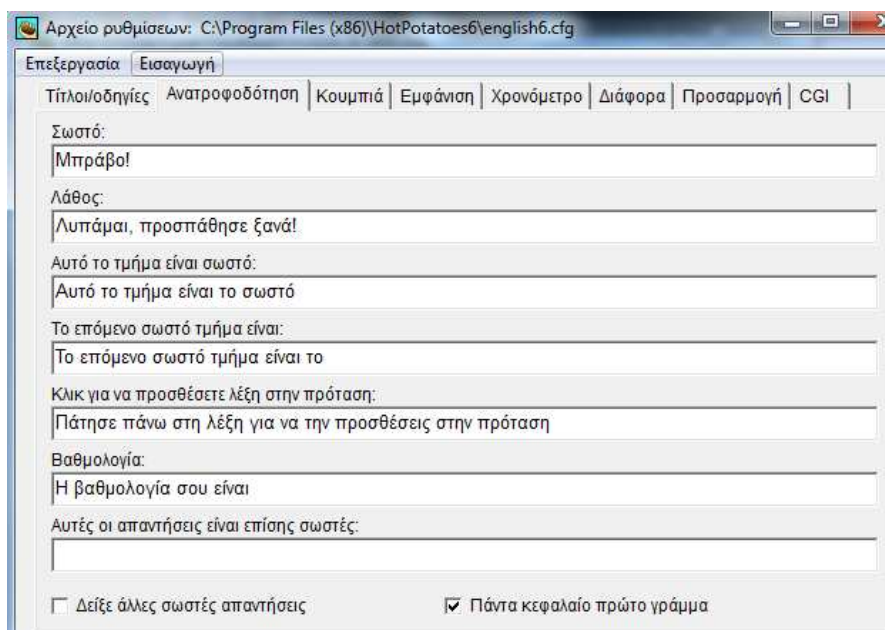 Αρχείο ρυθμίσεων: C:\Program Files (x86)\HotPotatoes6\english6.cfg
Επεξεργασία Εισαγωγή
Τίτλοι/οδηγίες Ανατροφοδότηση Κουμπιά Εμφάνιση Χρονόμετρο Διάφορα Προσαρμογή CGI
Σωστό:
Μπράβο!
Λάθος:
Λυπάμαι, προσπάθησε ξανά!
Αυτό το τμήμα είναι σωστό:
Αυτό το τμήμα είναι το σωστό
Το επόμενο σωστό τμήμα είναι:
Το επόμενο σωστό τμήμα είναι το
Κλικ για να προσθέσετε λέξη στην πρόταση:
Πάτησε πάνω στη λέξη για να την προσθέσεις στην πρόταση
Βαθμολογία:
Η βαθμολογία σου είναι
Αυτές οι απαντήσεις είναι επίσης σωστές:
Δείξε άλλες σωστές απαντήσεις Πάντα κεφαλαίο πρώτο γράμμα